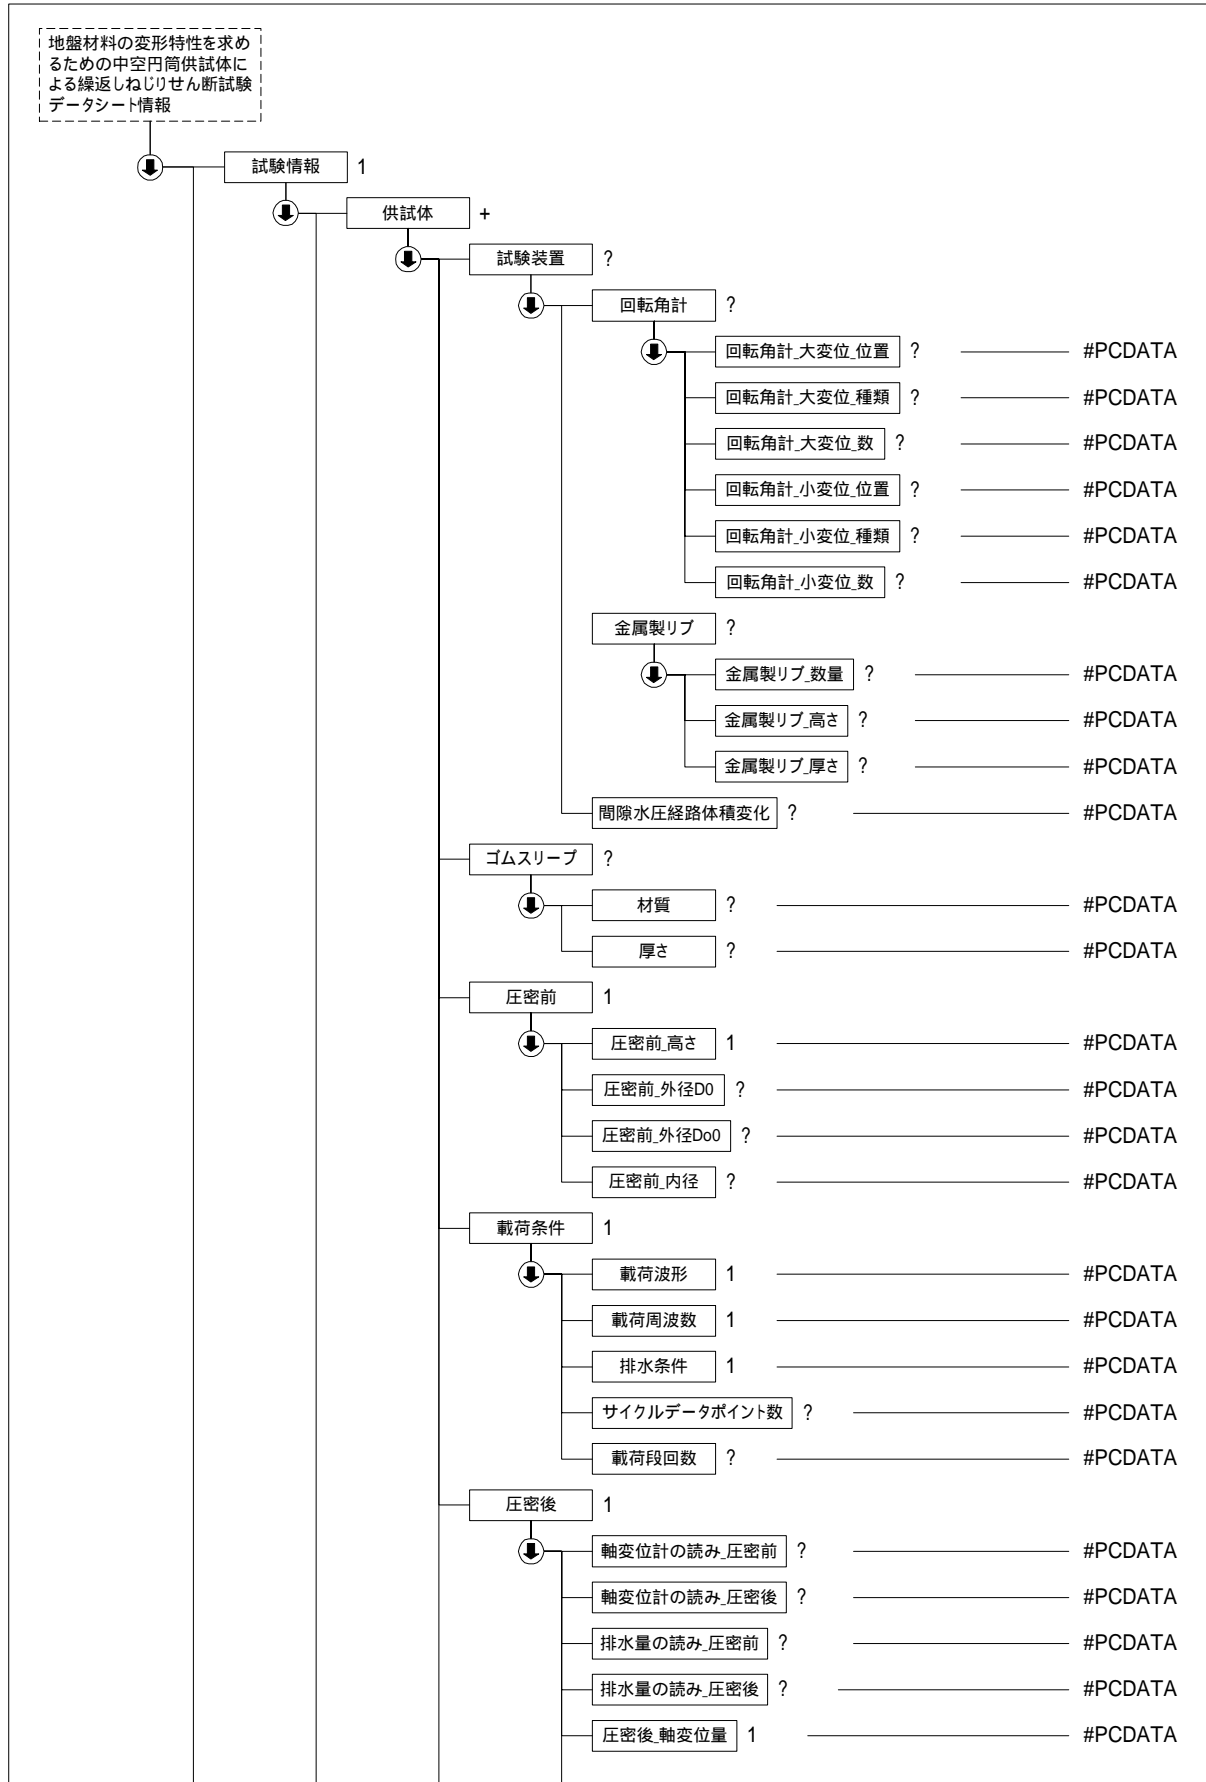 地盤材料の変形特性を求め
るための中空円筒供試体に
よる繰返しねじりせん断試験
データシート情報
試験情報 1
供試体 +
試験装置 ?
回転角計 ?
回転角計_大変位_位置 ? #PCDATA
回転角計_大変位_種類 ? #PCDATA
回転角計_大変位_数 ? #PCDATA
回転角計_小変位_位置 ? #PCDATA
回転角計_小変位_種類 ? #PCDATA
回転角計_小変位_数 ? #PCDATA
金属製リブ ?
金属製リブ_数量 ? #PCDATA
金属製リブ_高さ ? #PCDATA
金属製リブ_厚さ ? #PCDATA
間隙水圧経路体積変化 ? #PCDATA
ゴムスリーブ ?
材質 ? #PCDATA
厚さ ? #PCDATA
圧密前 1
圧密前_高さ 1 #PCDATA
圧密前_外径D0 ? #PCDATA
圧密前_外径Do0 ? #PCDATA
圧密前_内径 ? #PCDATA
載荷条件 1
載荷波形 1 #PCDATA
載荷周波数 1 #PCDATA
排水条件 1 #PCDATA
サイクルデータポイント数 ? #PCDATA
載荷段回数 ? #PCDATA
圧密後 1
軸変位計の読み_圧密前 ? #PCDATA
軸変位計の読み_圧密後 ? #PCDATA
排水量の読み_圧密前 ? #PCDATA
排水量の読み_圧密後 ? #PCDATA
圧密後_軸変位量 1 #PCDATA